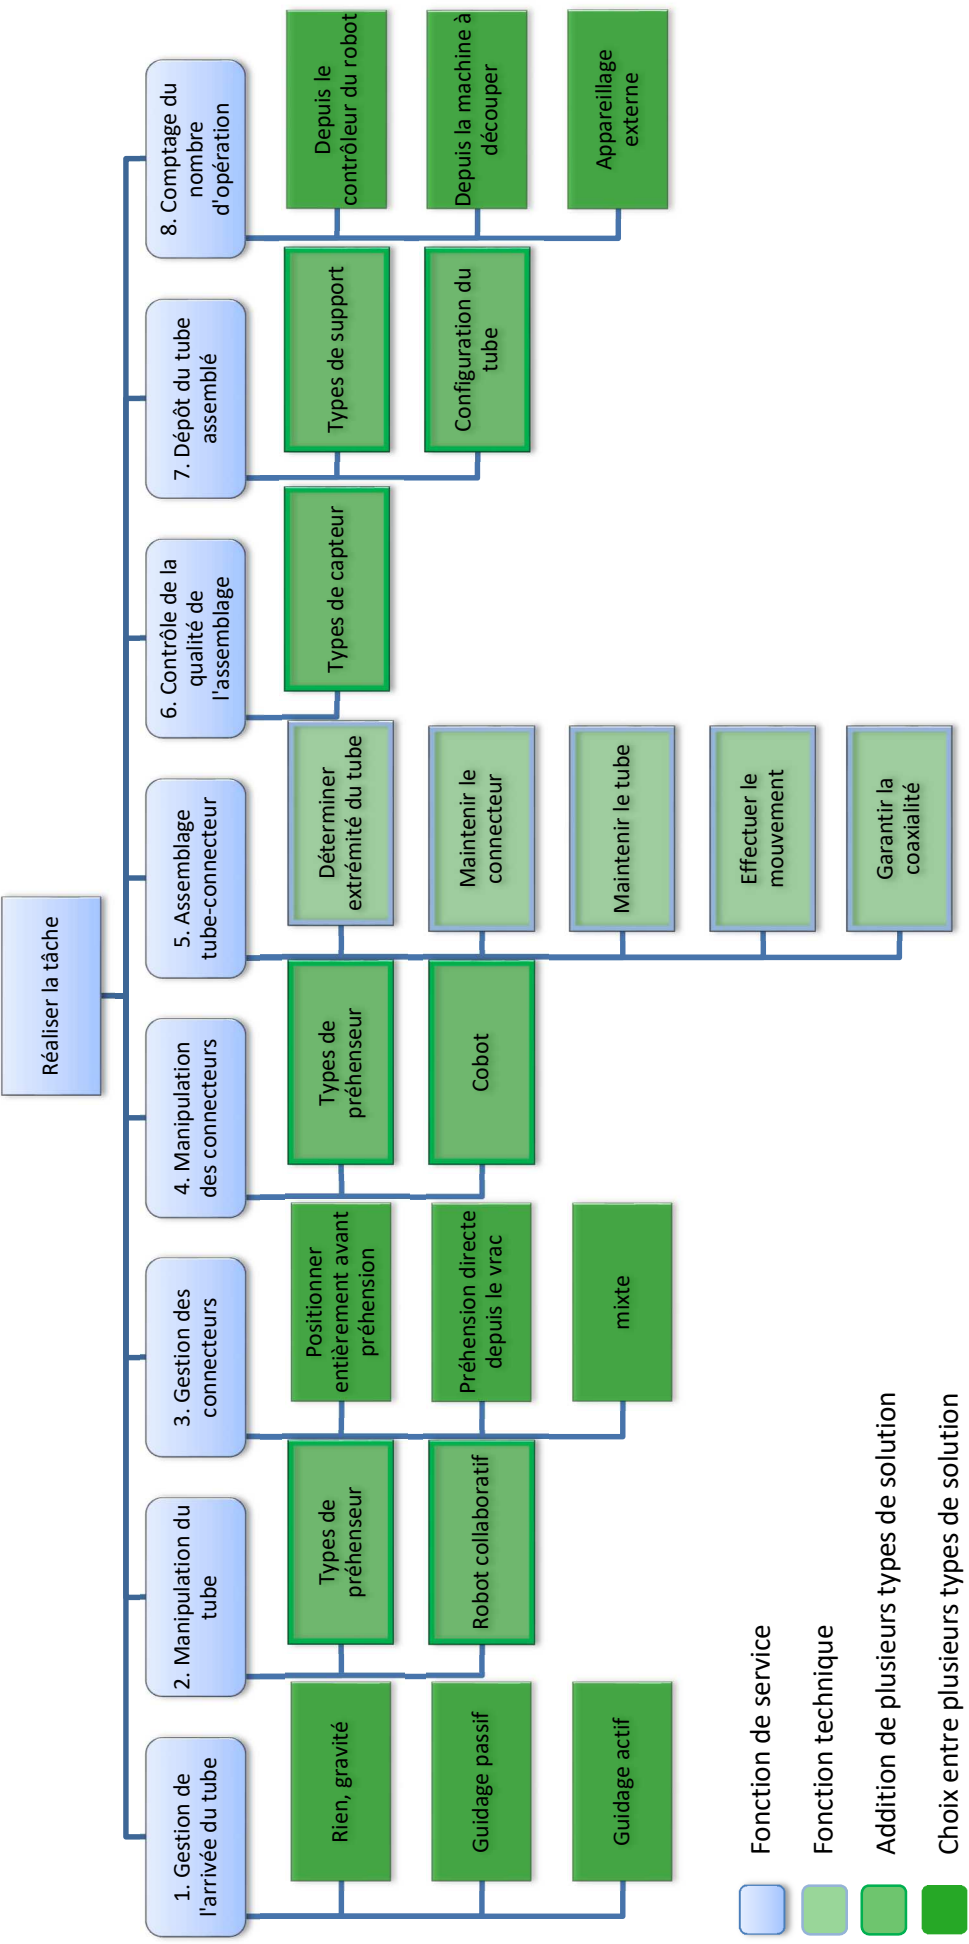 Réaliser la tâche
1. Gestion de
l'arrivée du tube
Rien, gravité
Guidage passif
Guidage actif
2. Manipulation du
tube
Types de
préhenseur
Robot collaboratif
3. Gestion des
connecteurs
Positionner
entièrement avant
préhension
Préhension directe
depuis le vrac
mixte
4. Manipulation
des connecteurs
Types de
préhenseur
Cobot
5. Assemblage
tube-connecteur
Déterminer
extrémité du tube
Maintenir le
connecteur
Maintenir le tube
Effectuer le
mouvement
Garantir la
coaxialité
6. Contrôle de la
qualité de
l'assemblage
Types de capteur
7. Dépôt du tube
assemblé
Types de support
Configuration du
tube
8. Comptage du
nombre
d'opération
Depuis le
contrôleur du robot
Depuis la machine à
découper
Appareillage
externe
Fonction de service
Fonction technique
Addition de plusieurs types de solution
Choix entre plusieurs types de solution